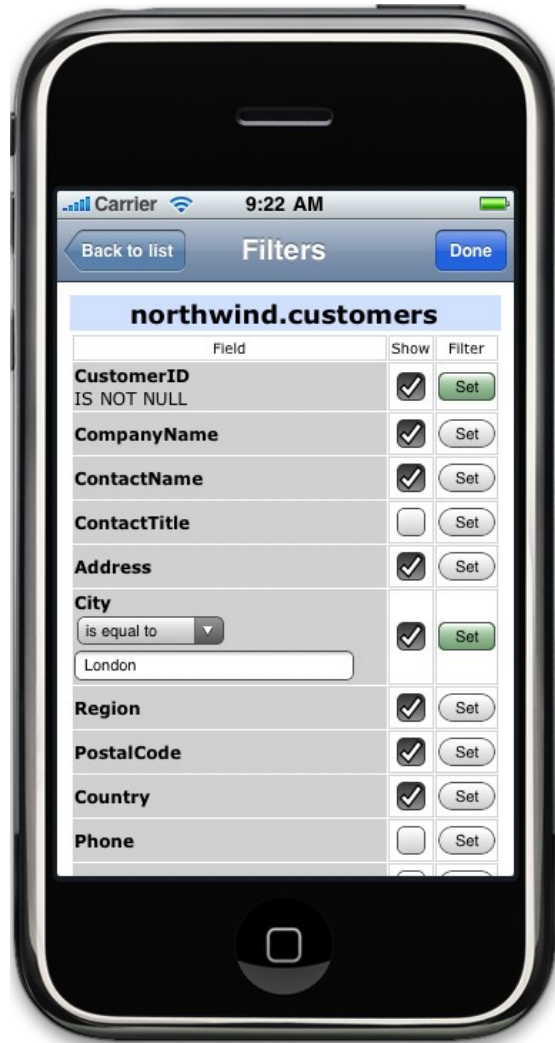 Carrier 9:22 AM
Back to list Filters Done
northwind.customers
Field Show Filter
CustomerID
IS NOT NULL
Set
CompanyName Set
ContactName Set
ContactTitle Set
Address Set
City
is equal to
London
Set
Region Set
PostalCode Set
Country Set
Phone Set